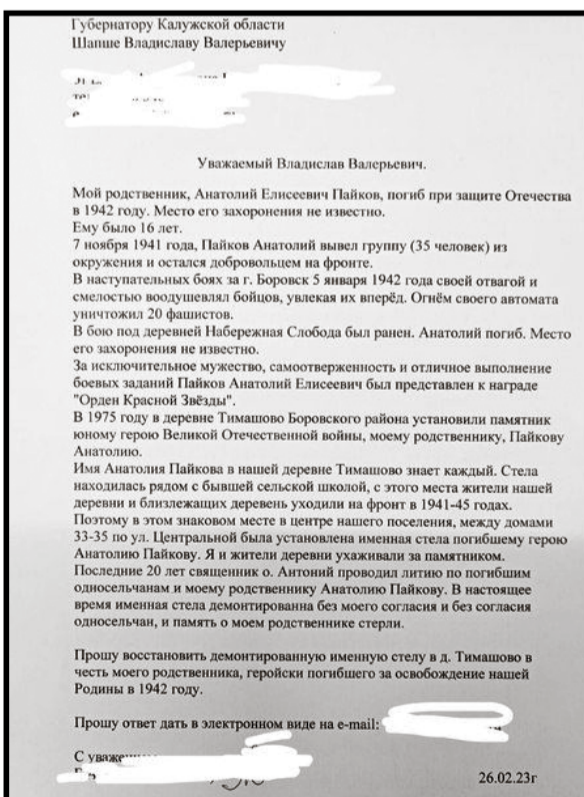 Губернатору Калужской области
Шапше Владиславу Валерьевичу
Уважаемый Владислав Валерьевич.
Мой родственник, Анатолий Елисеевич Пайков, погиб при защите Отечества
в 1942 году. Место его захоронения не известно.
Ему было 16 лет.
7 ноября 1941 года, Пайков Анатолий вывел группу (35 человек) из
окружения и остался добровольцем на фронте.
В наступательных боях за г. Боровск 5 января 1942 года своей отвагой и
смелостью воодушевлял бойцов, увлекая их вперёд. Огнём своего автомата
уничтожил 20 фашистов.
В бою под деревней Набережная Слобода был ранен. Анатолий погиб. Место
его захоронения не известно.
За исключительное мужество, самоотверженность и отличное выполнение
боевых заданий Пайков Анатолий Елисеевич был представлен к награде
"Орден Красной Звёзды".
В 1975 году в деревне Тимашово Боровского района установили памятник
юному герою Великой Отечественной войны, моему родственнику, Пайкову
Анатолию.
Имя Анатолия Пайкова в нашей деревне Тимашово знает каждый. Стела
находилась рядом с бывшей сельской школой, с этого места жители нашей
деревни и близлежащих деревень уходили на фронт в 1941-45 годах.
Поэтому в этом знаковом месте в центре нашего поселения, между домами
33-35 по ул. Центральной была установлена именная стела погибшему герою
Анатолию Пайкову. Я и жители деревни ухаживали за памятником.
Последние 20 лет священник о. Антоний проводил литию по погибшим
односельчанам и моему родственнику Анатолию Пайкову. В настоящее
время именная стела демонтированна без моего согласия и без согласия
односельчан, и память о моем родственнике стерли.
Прошу восстановить демонтированную именную стелу в д. Тимашово в
честь моего родственника, геройски погибшего за освобождение нашей
Родины в 1942 году.
Прошу ответ дать в электронном виде на e-mail:
С
26.02.23г